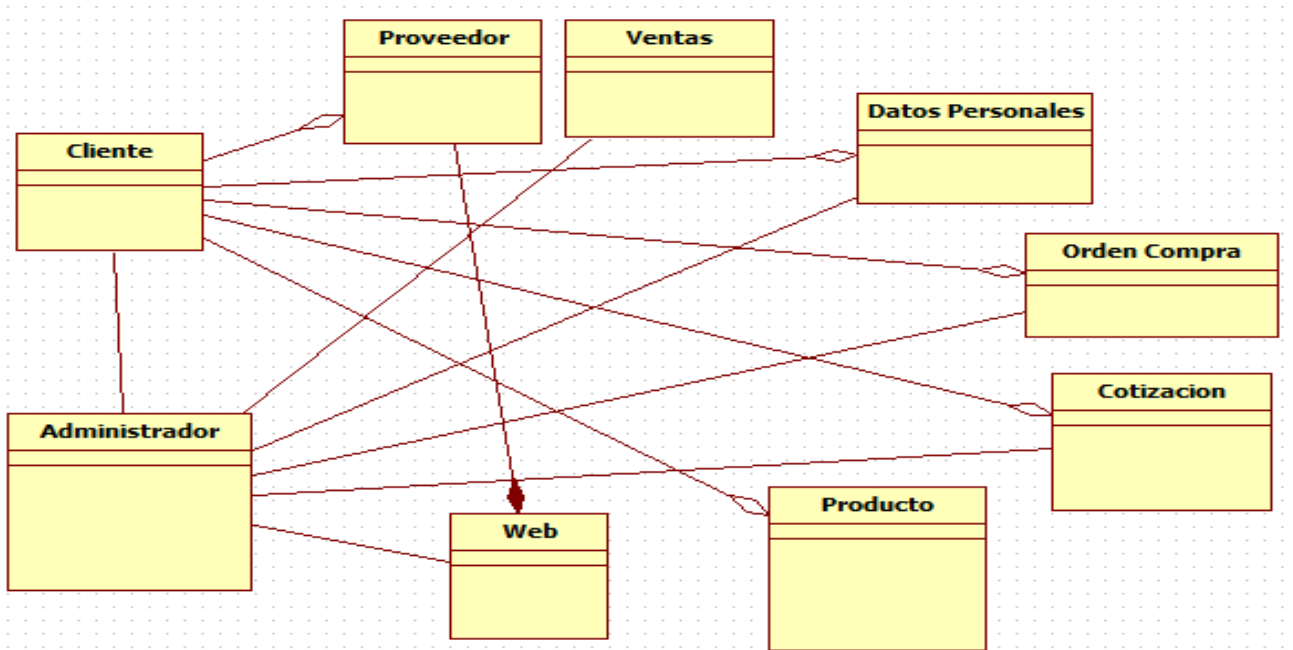 Proveedor
Ventas
Datos Personales
Cliente
Orden Compra
Cotizacion
Administrador
Producto
Web